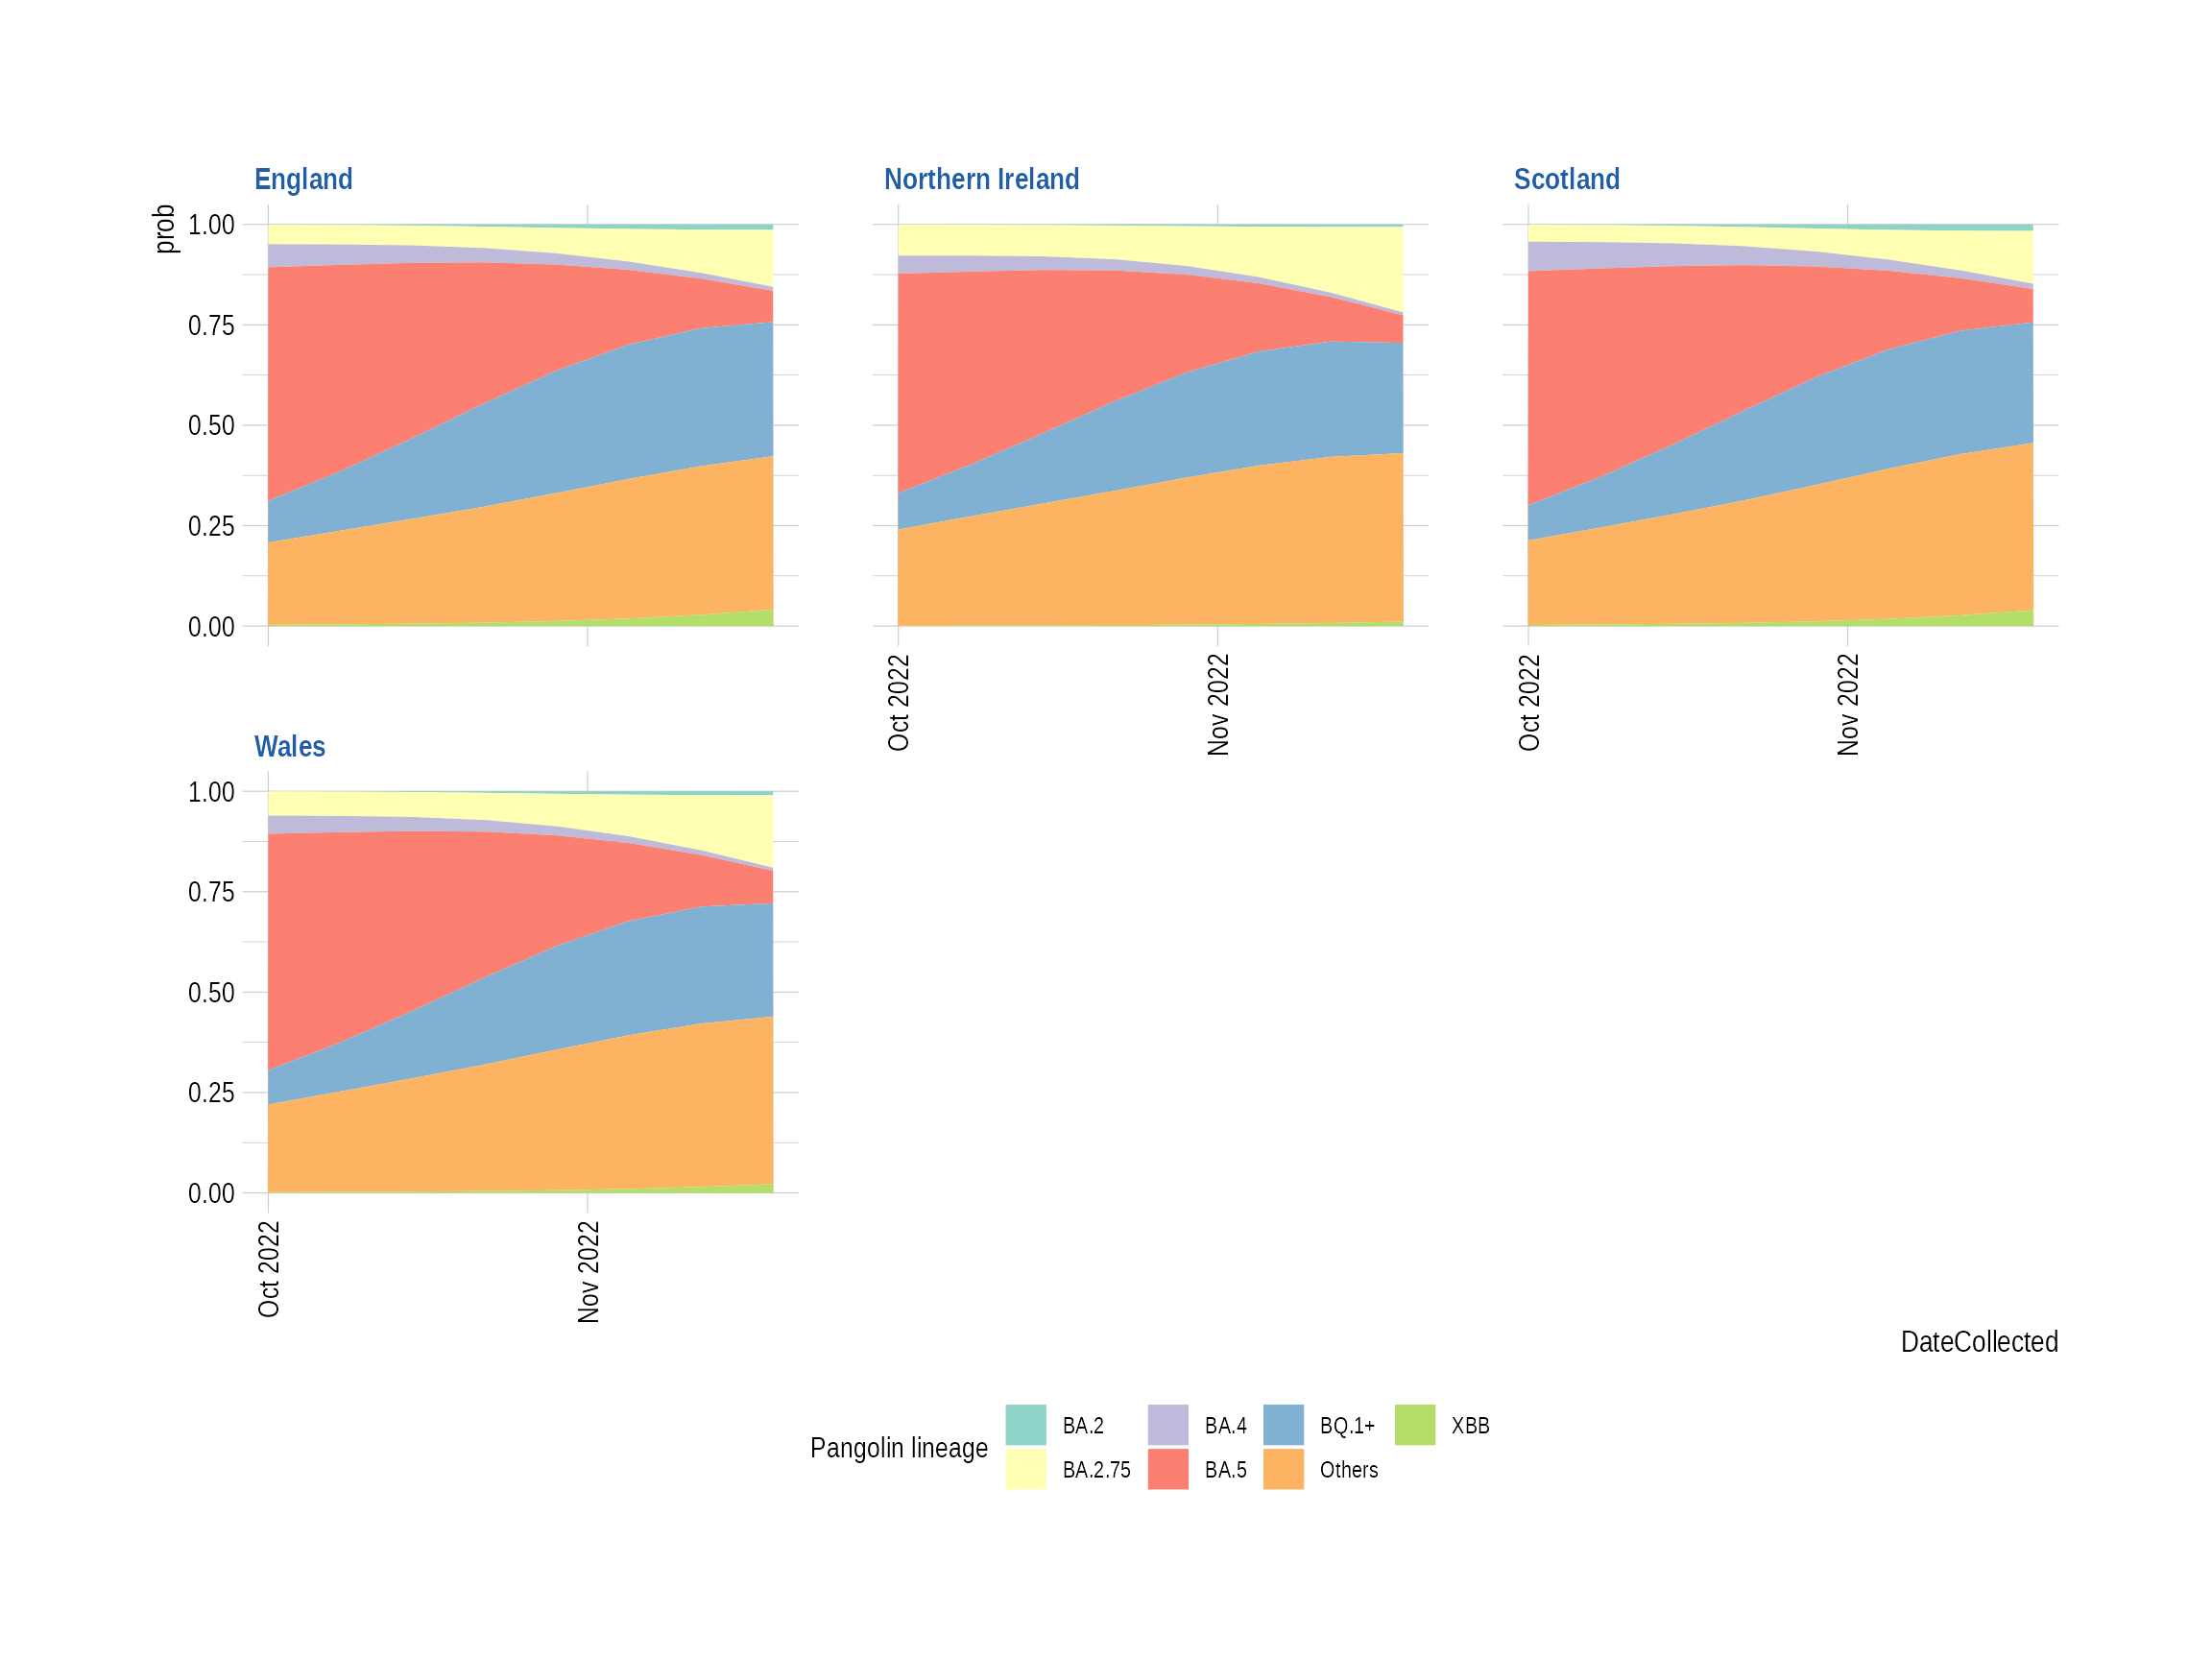 England
Northern Ireland
Scotland
prob
1.00
0.75
0.50
0.25
0.00
Oct 2022
Nov 2022
Oct 2022
Nov 2022
Wales
1.00
0.75
0.50
0.25
0.00
Oct 2022
Nov 2022
DateCollected
Pangolin lineage
BA.2
BA.4
BQ.1+
XBB
BA.2.75
BA.5
Others